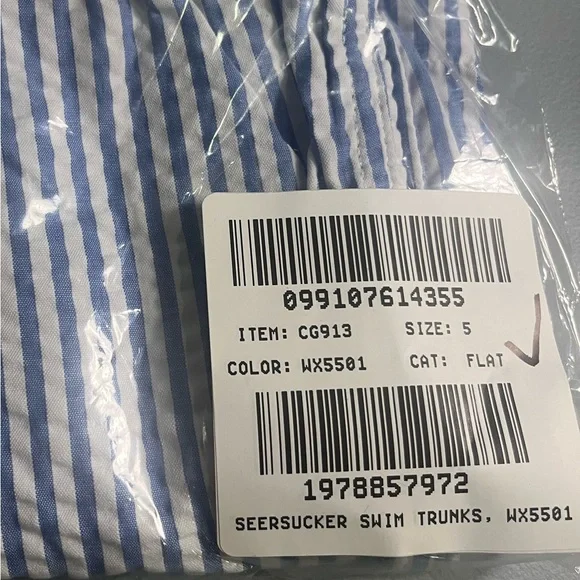 099107614355
ITEM: CG913 SIZE: 5
COLOR: WX5501 CAT: FLAT
1978857972
SEERSUCKER SWIM TRUNKS, WX5501